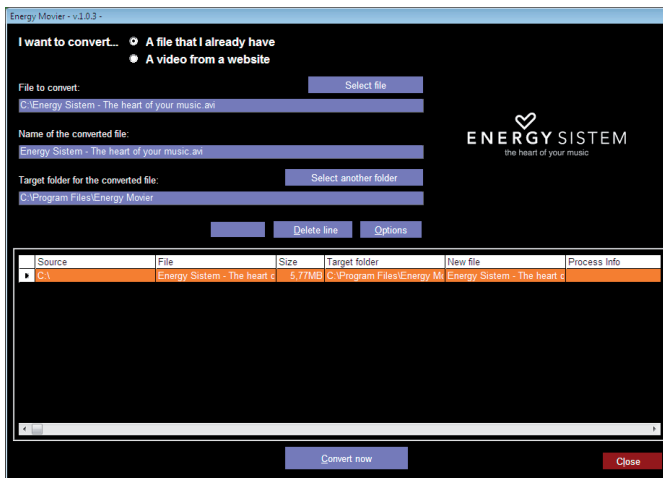 Energy Movier - v.1.0.3 -
I want to convert... A file that I already have
A video from a website
File to convert: Select file
C:\Energy Sistem - The heart of your music.avi
Name of the converted file:
Energy Sistem - The heart of your music.avi
ENERGY SISTEM
the heart of your music
Target folder for the converted file: Select another folder
C:\Program Files\Energy Movier
Delete line Options
Source File Size Target folder New file Process Info
C:\ Energy Sistem - The heart c 5,77MB C:\Program Files\Energy Mo Energy Sistem - The heart c
Convert now
Close